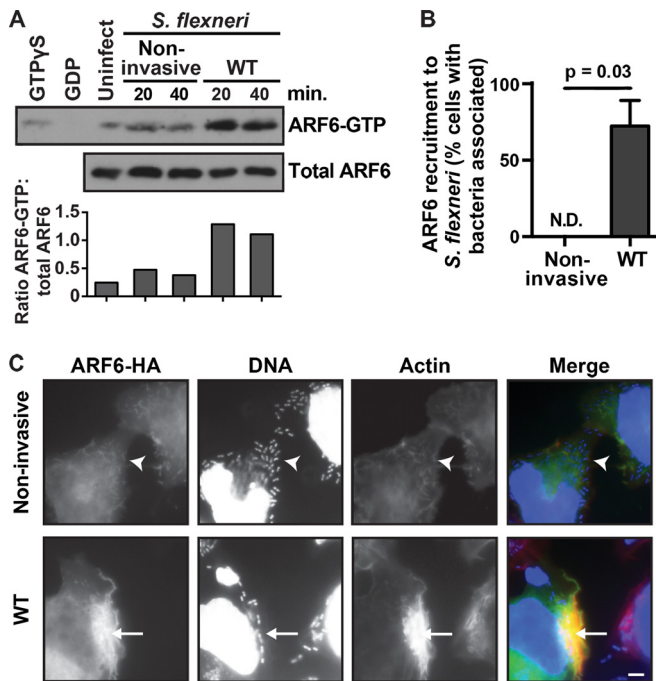 A
S. flexneri
Non-invasive
WT
GTPγS
GDP
Uninfect
20
40
20
40
min.
ARF6-GTP
Total ARF6
Ratio ARF6-GTP:
total ARF6
1.5
1.0
0.5
0
B
ARF6 recruitment to
S. flexneri (% cells with
bacteria associated)
100
50
0
p = 0.03
N.D.
Non-invasive
WT
C
ARF6-HA
DNA
Actin
Merge
Non-invasive
WT